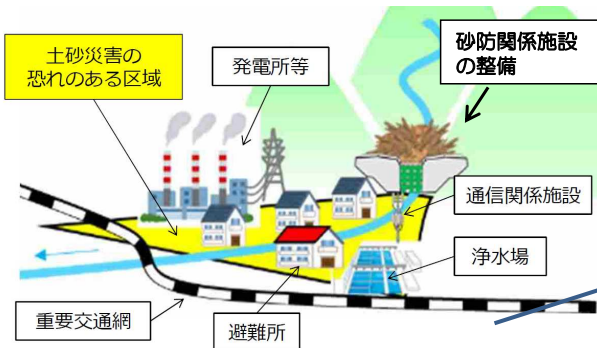 土砂災害の
恐れのある区域
発電所等
砂防関係施設
の整備
通信関係施設
浄水場
重要交通網
避難所